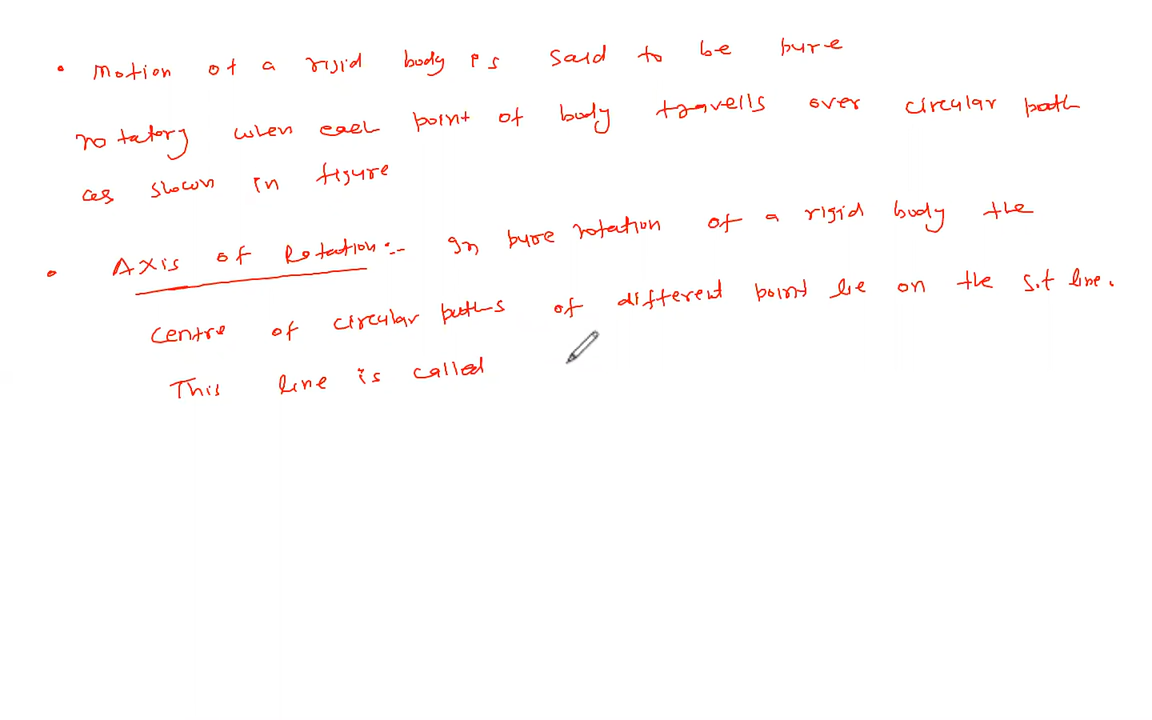 • Motion of a rigid body is said to be pure
rotatory when each point of body travells over circular path
as shown in figure
• Axis of Rotation :- In pure rotation of a rigid body the
centre of circular paths of different point lie on the s.t line.
This line is called